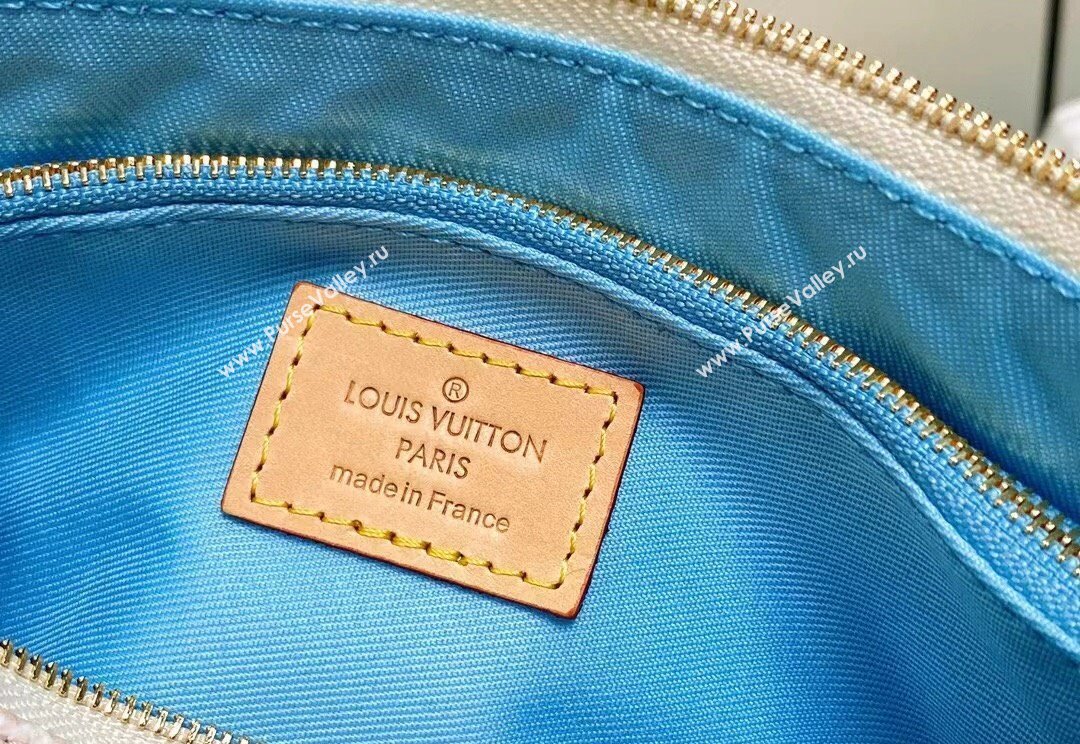 www.PurseValley.ru
www.PurseValley.ru
®
LOUIS VUITTON
PARIS
made in France